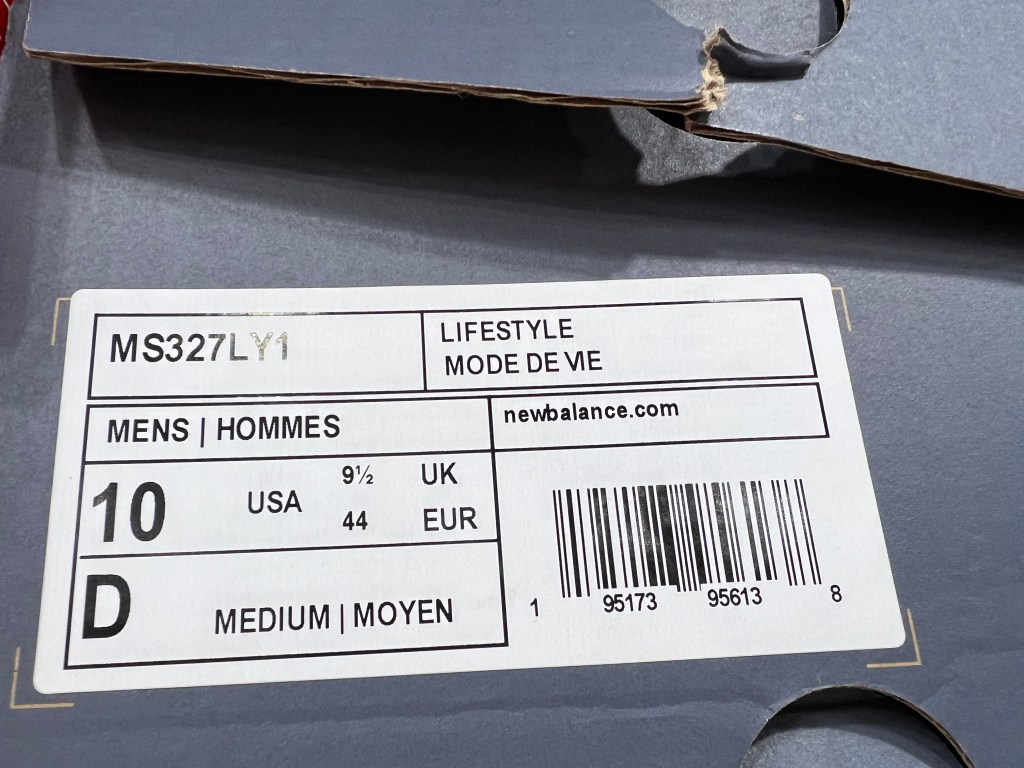 MS327LY1
LIFESTYLE
MODE DE VIE
MENS | HOMMES
newbalance.com
10 USA 9½ UK
44 EUR
D MEDIUM | MOYEN
1 95173 95613 8